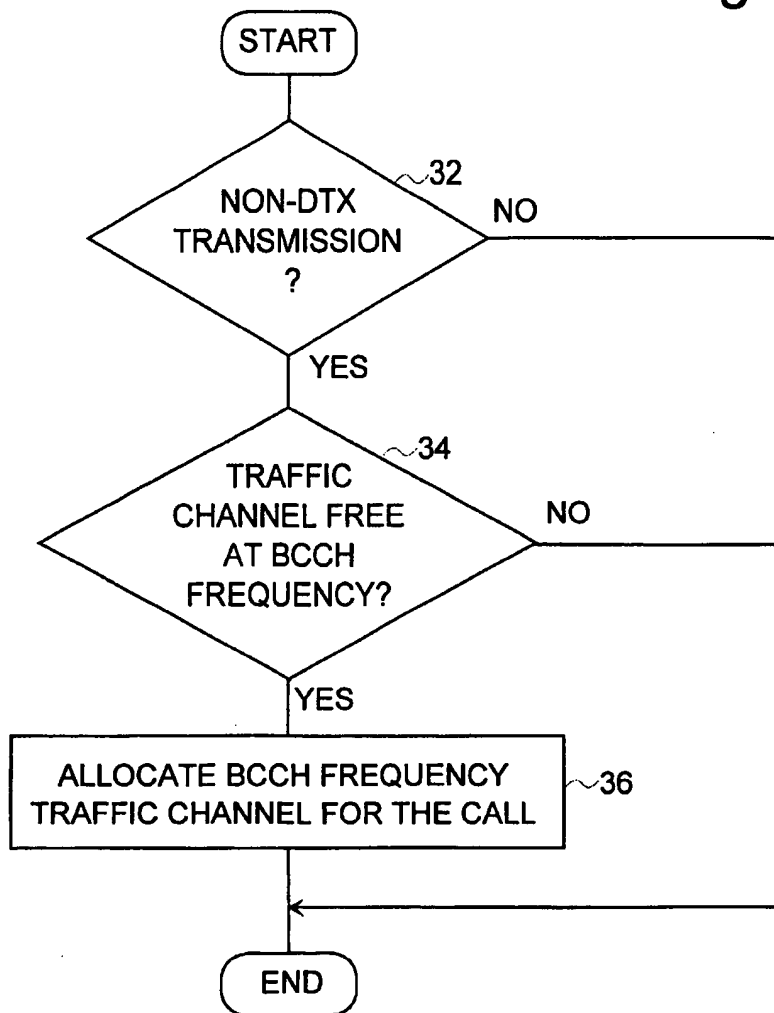 START
32
NON-DTX
TRANSMISSION
?
NO
YES
34
TRAFFIC
CHANNEL FREE
AT BCCH
FREQUENCY?
NO
YES
ALLOCATE BCCH FREQUENCY
TRAFFIC CHANNEL FOR THE CALL
36
END